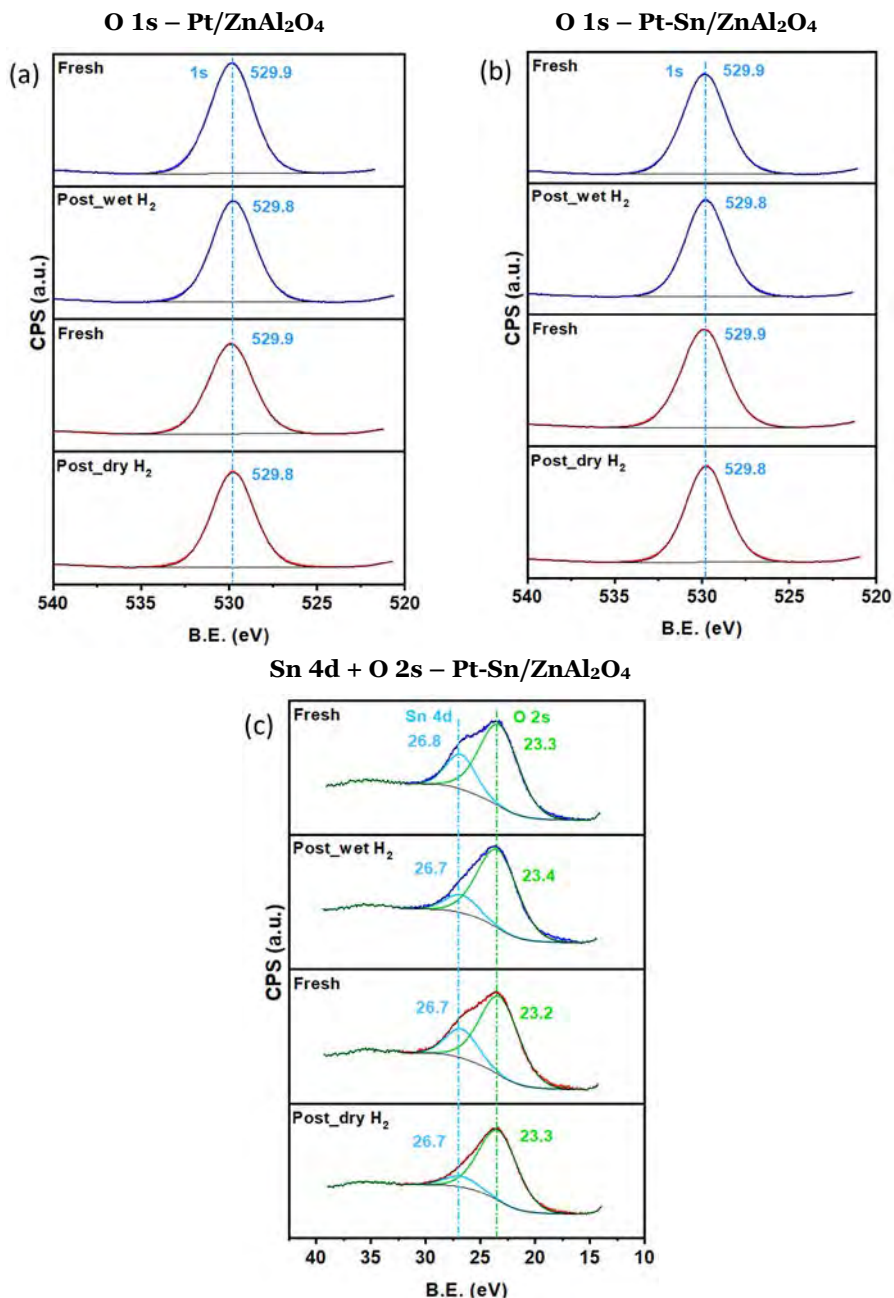 O 1s – Pt/ZnAl₂O₄
(a)
Fresh
1s
529.9
Post_wet H₂
529.8
Fresh
529.9
Post_dry H₂
529.8
CPS (a.u.)
540 535 530 525 520
B.E. (eV)
O 1s – Pt-Sn/ZnAl₂O₄
(b)
Fresh
1s
529.9
Post_wet H₂
529.8
Fresh
529.9
Post_dry H₂
529.8
CPS (a.u.)
540 535 530 525 520
B.E. (eV)
Sn 4d + O 2s – Pt-Sn/ZnAl₂O₄
(c)
Fresh
Sn 4d O 2s
26.8 23.3
Post_wet H₂
26.7 23.4
Fresh
26.7 23.2
Post_dry H₂
26.7 23.3
CPS (a.u.)
40 35 30 25 20 15 10
B.E. (eV)